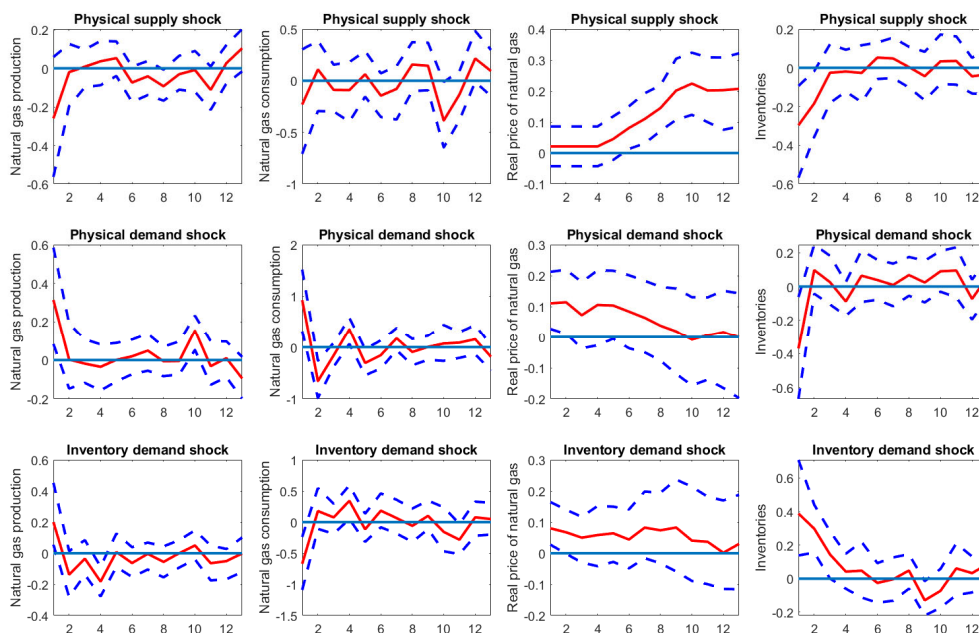 Physical supply shock
Natural gas production
0.2
0
-0.2
-0.4
-0.6
2 4 6 8 10 12
Physical supply shock
Natural gas consumption
0.5
0
-0.5
-1
2 4 6 8 10 12
Physical supply shock
Real price of natural gas
0.4
0.3
0.2
0.1
0
-0.1
2 4 6 8 10 12
Physical supply shock
Inventories
0.2
0
-0.2
-0.4
-0.6
2 4 6 8 10 12
Physical demand shock
Natural gas production
0.6
0.4
0.2
0
-0.2
2 4 6 8 10 12
Physical demand shock
Natural gas consumption
2
1
0
-1
2 4 6 8 10 12
Physical demand shock
Real price of natural gas
0.3
0.2
0.1
0
-0.1
-0.2
2 4 6 8 10 12
Physical demand shock
Inventories
0.2
0
-0.2
-0.4
-0.6
2 4 6 8 10 12
Inventory demand shock
Natural gas production
0.6
0.4
0.2
0
-0.2
-0.4
2 4 6 8 10 12
Inventory demand shock
Natural gas consumption
1
0.5
0
-0.5
-1
-1.5
2 4 6 8 10 12
Inventory demand shock
Real price of natural gas
0.3
0.2
0.1
0
-0.1
-0.2
2 4 6 8 10 12
Inventory demand shock
Inventories
0.6
0.4
0.2
0
-0.2
2 4 6 8 10 12